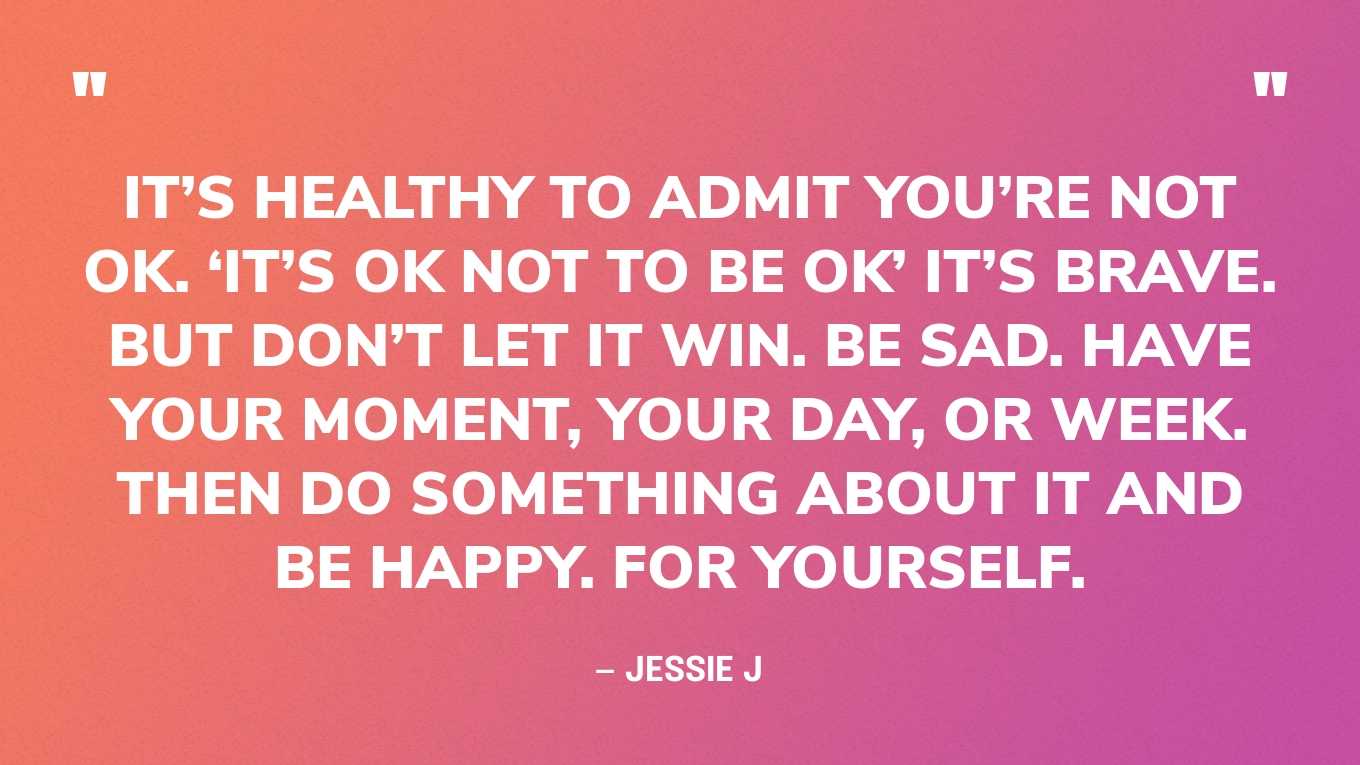 " "
IT’S HEALTHY TO ADMIT YOU’RE NOT
OK. ‘IT’S OK NOT TO BE OK’ IT’S BRAVE.
BUT DON’T LET IT WIN. BE SAD. HAVE
YOUR MOMENT, YOUR DAY, OR WEEK.
THEN DO SOMETHING ABOUT IT AND
BE HAPPY. FOR YOURSELF.
– JESSIE J